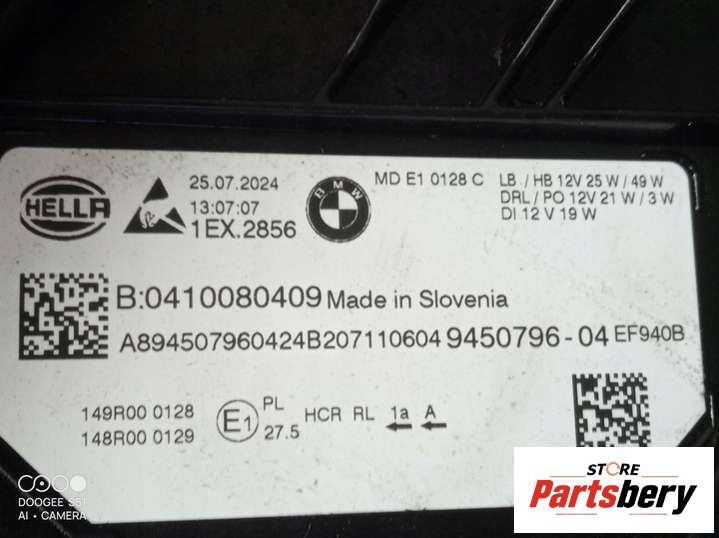 HELLA
25.07.2024
13:07:07
1EX.2856
BMW
MD E1 0128 C
LB / HB 12V 25 W / 49 W
DRL / PO 12V 21 W / 3 W
DI 12 V 19 W
B:0410080409 Made in Slovenia
A894507960424B207110604 9450796-04 EF940B
149R00 0128
148R00 0129
E1
PL
27.5
HCR RL 1a A
DOOGEE S51
AI • CAMERA
STORE
Partsbery